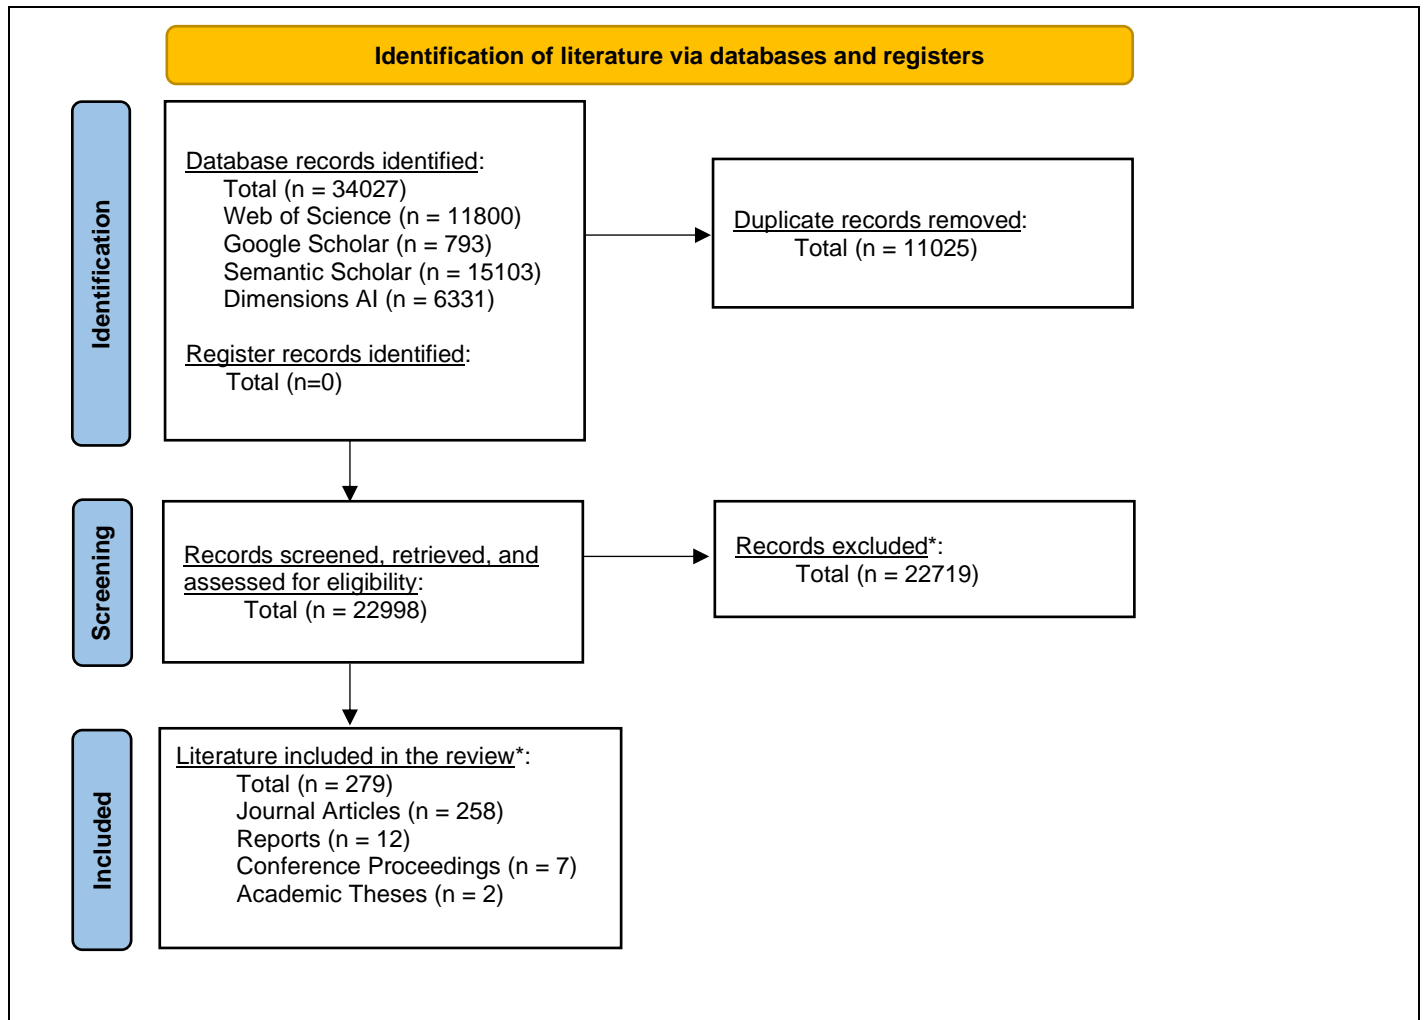 Identification of literature via databases and registers
Identification
Database records identified:
Total (n = 34027)
Web of Science (n = 11800)
Google Scholar (n = 793)
Semantic Scholar (n = 15103)
Dimensions AI (n = 6331)
Register records identified:
Total (n=0)
Duplicate records removed:
Total (n = 11025)
Screening
Records screened, retrieved, and
assessed for eligibility:
Total (n = 22998)
Records excluded*:
Total (n = 22719)
Included
Literature included in the review*:
Total (n = 279)
Journal Articles (n = 258)
Reports (n = 12)
Conference Proceedings (n = 7)
Academic Theses (n = 2)